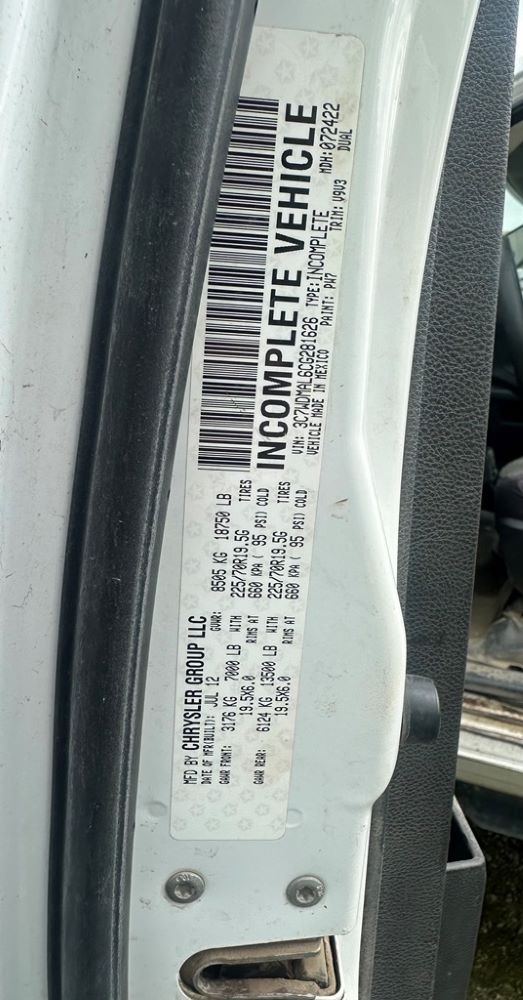 MFD BY CHRYSLER GROUP LLC
DATE OF MFR(BUILT): JUL 12 GVWR: 8505 KG 18750 LB
GAWR FRONT: 3176 KG 7000 LB WITH 225/70R19.5G TIRES
19.5X6.0 RIMS AT 660 KPA ( 95 PSI) COLD
GAWR REAR: 6124 KG 13500 LB WITH 225/70R19.5G TIRES
19.5X6.0 RIMS AT 660 KPA ( 95 PSI) COLD
INCOMPLETE VEHICLE
VIN: 3C7WDMAL6CG281626 TYPE: INCOMPLETE MDH: 072422
VEHICLE MADE IN MEXICO DUAL
PAINT: PW7 TRIM: V9V3